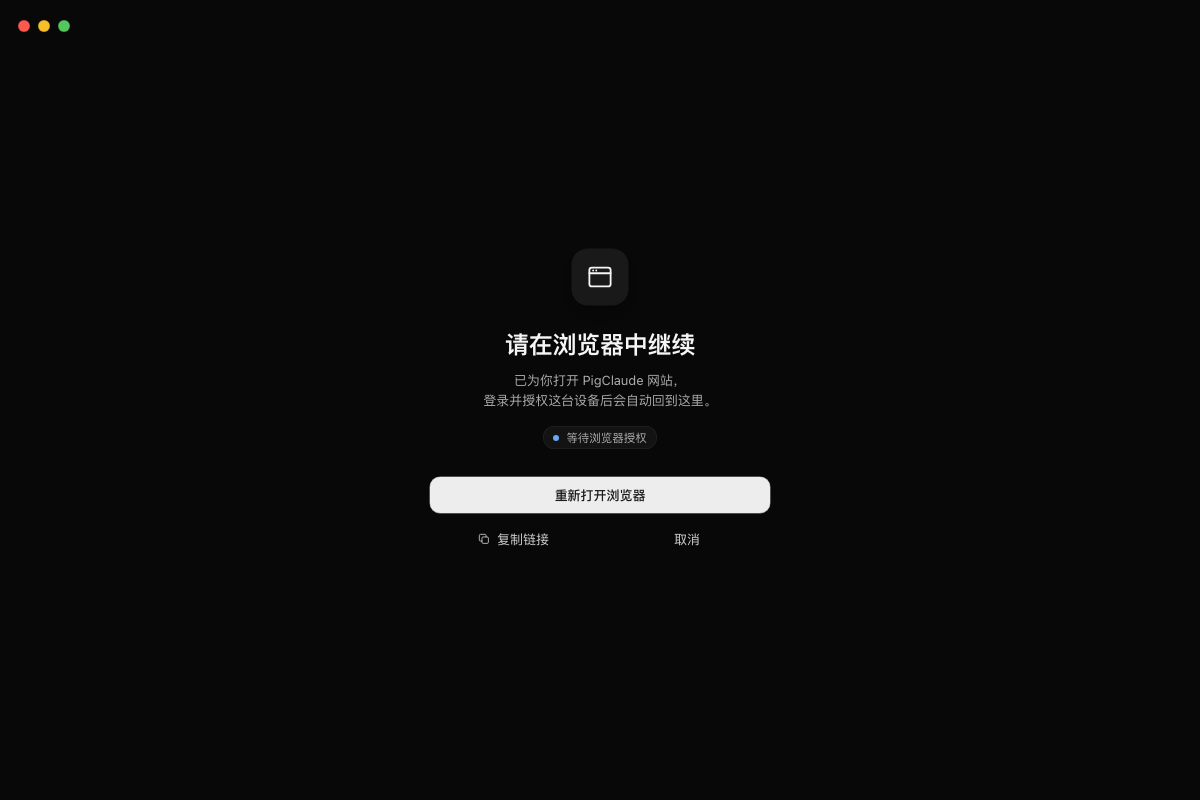 请在浏览器中继续
已为你打开 PigClaude 网站，
登录并授权这台设备后会自动回到这里。
等待浏览器授权
重新打开浏览器
复制链接
取消